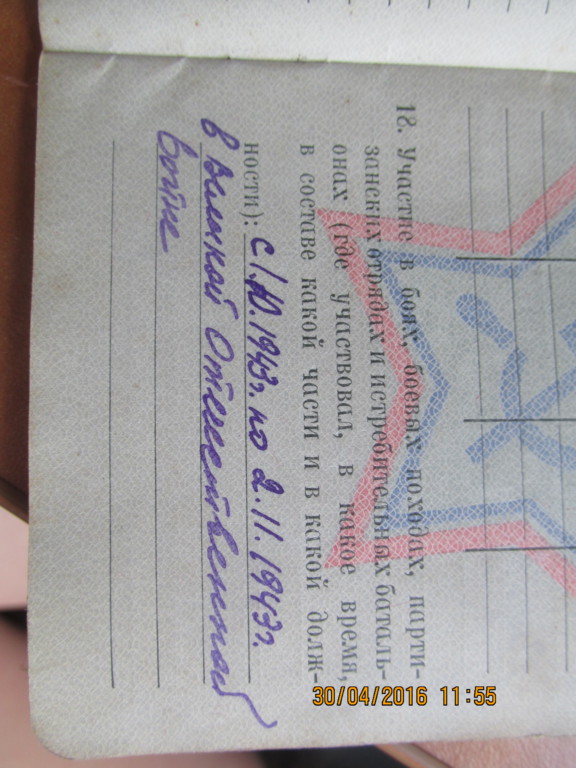 18. Участие в боях, боевых походах, парти-
занских отрядах и истребительных баталь-
онах (где участвовал, в какое время,
в составе какой части и в какой долж-
ности): с 1.10.1943г. по 2.11.1943г.
в Великой Отечественной
войне
30/04/2016 11:55